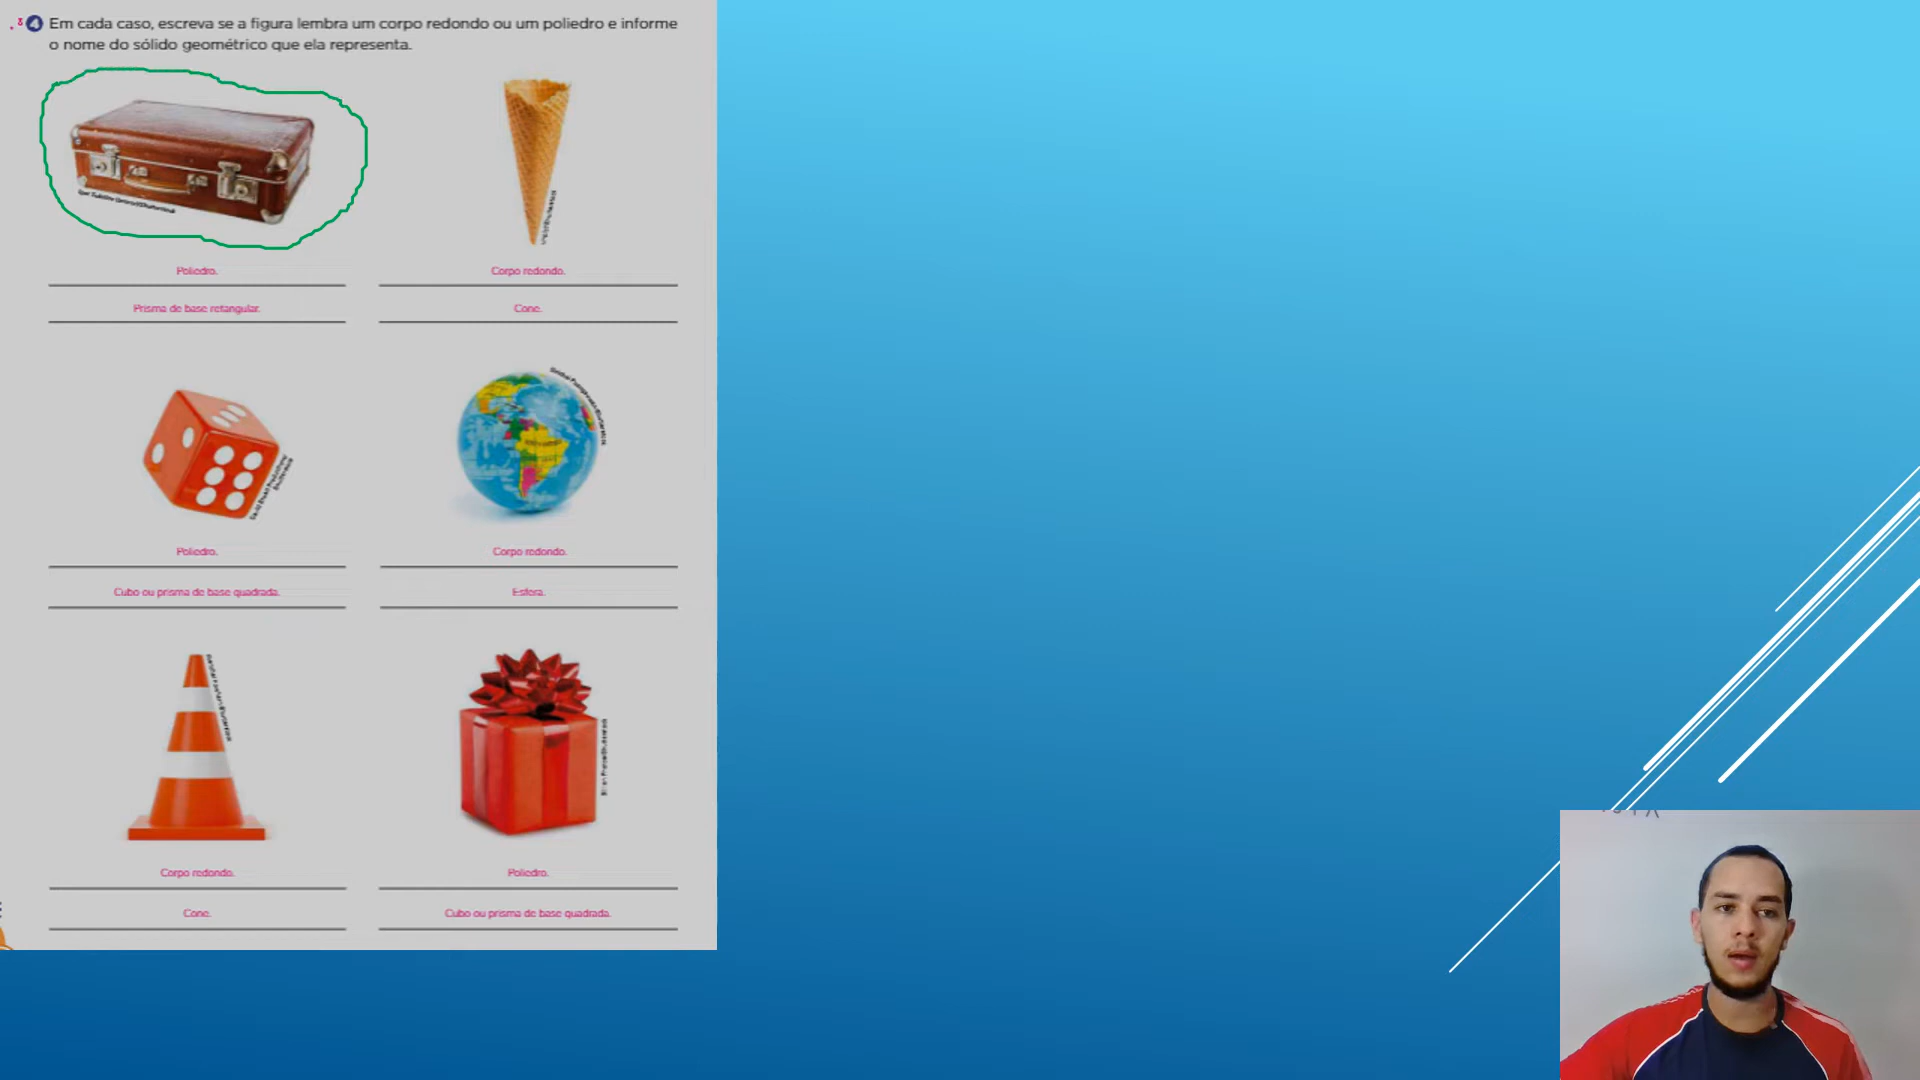 4 Em cada caso, escreva se a figura lembra um corpo redondo ou um poliedro e informe
o nome do sólido geométrico que ela representa.
Poliedro.
Corpo redondo.
Prisma de base retangular.
Cone.
Poliedro.
Corpo redondo.
Cubo ou prisma de base quadrada.
Esfera.
Corpo redondo.
Poliedro.
Cone.
Cubo ou prisma de base quadrada.